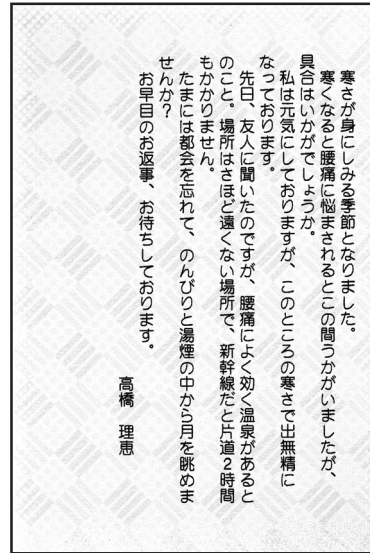 寒さが身にしみる季節となりました。
寒くなると腰痛に悩まされるとこの間うかがいましたが、
具合はいかがでしょうか。
私は元気にしておりますが、このところの寒さで出無精に
なっております。
先日、友人に聞いたのですが、腰痛によく効く温泉があると
のこと。場所はさほど遠くない場所で、新幹線だと片道2時間
もかかりません。
たまには都会を忘れて、のんびりと湯煙の中から月を眺めま
せんか?
お早目のお返事、お待ちしております。
高橋 理恵